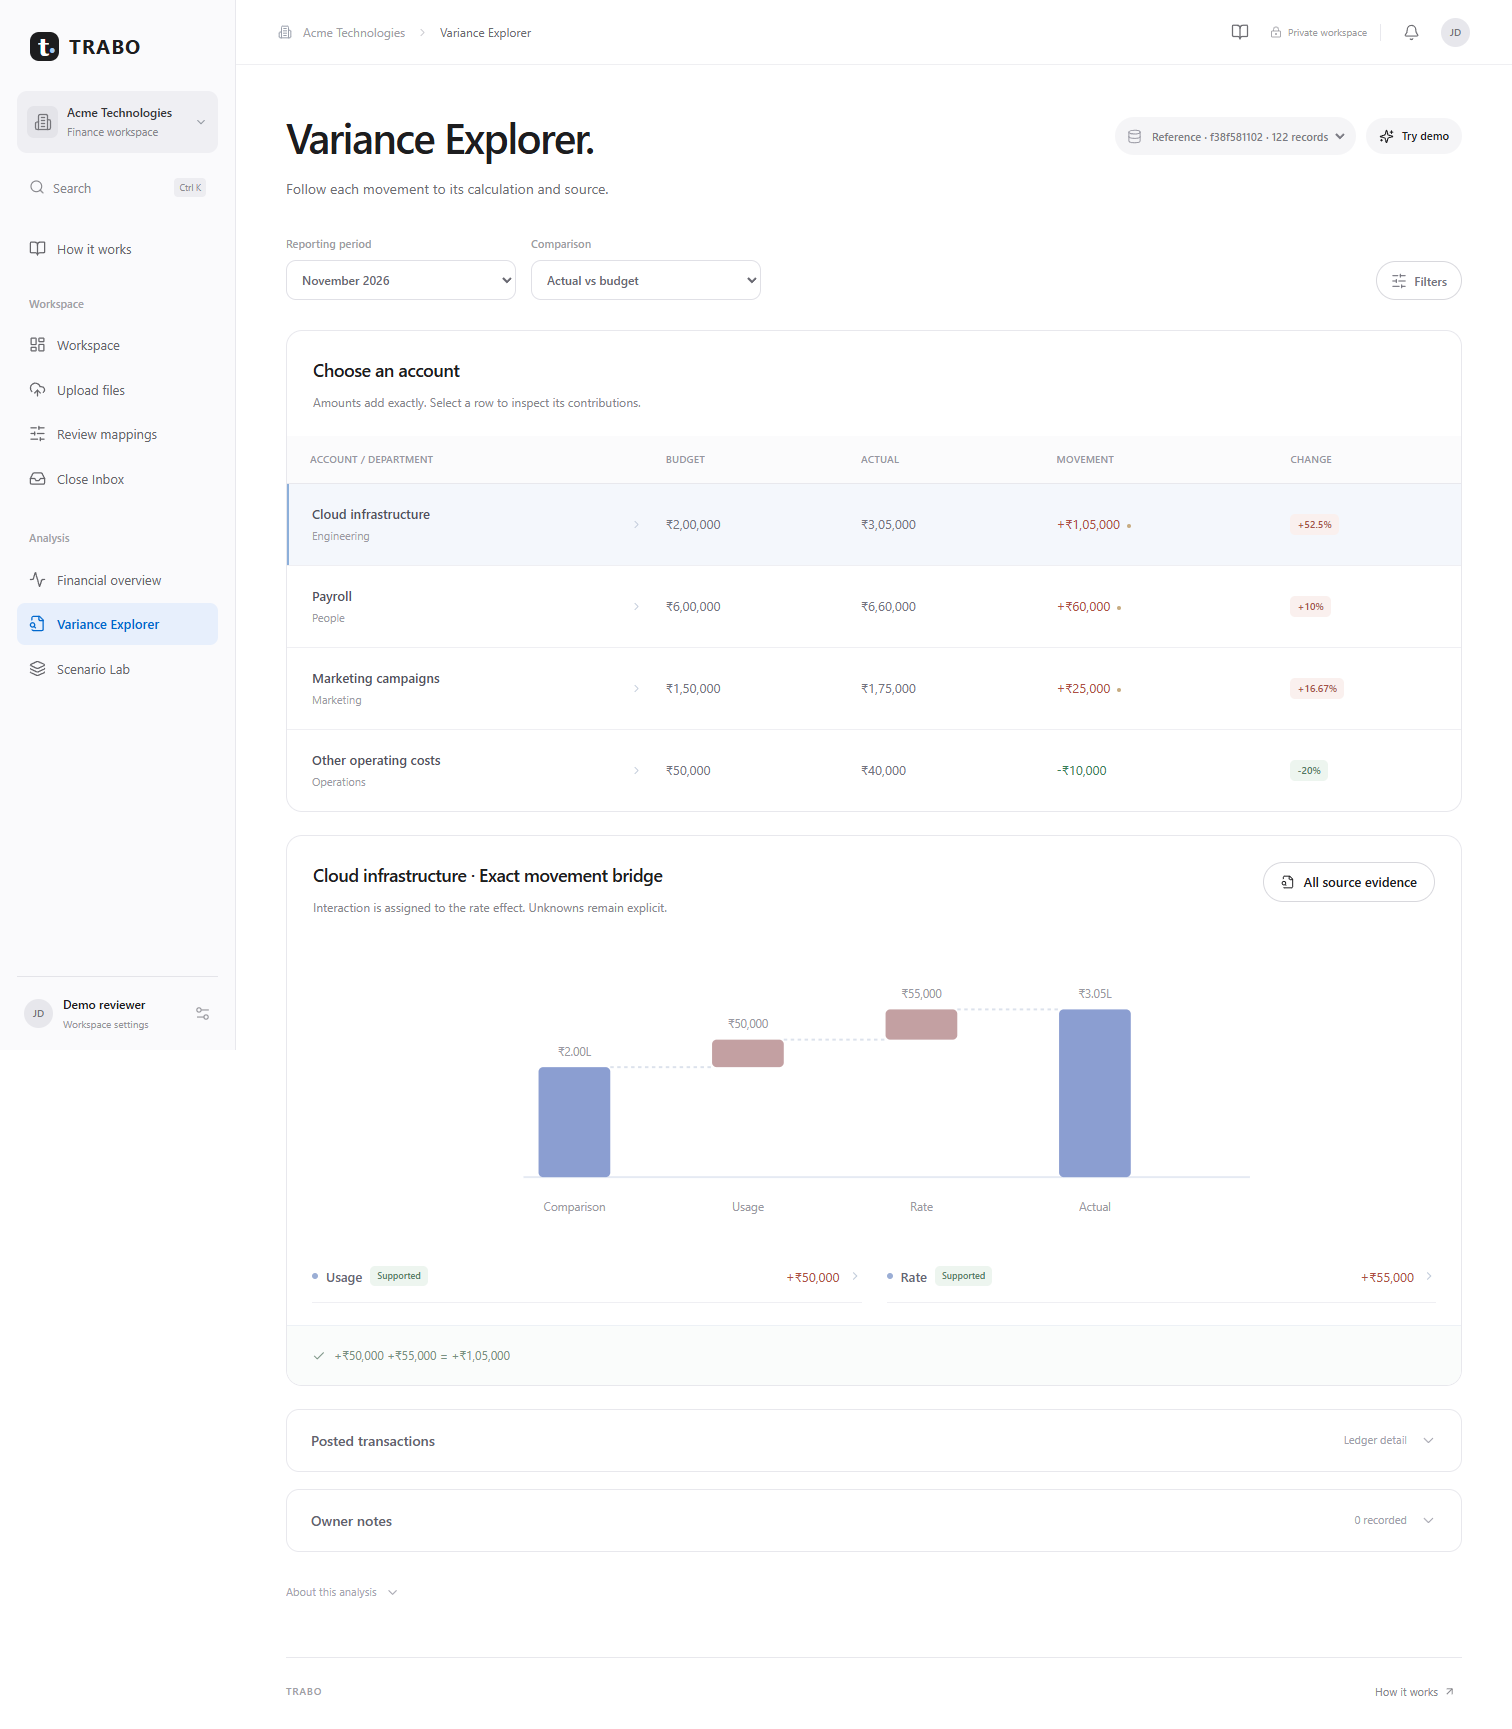 t. TRABO
Acme Technologies
Finance workspace
Search
Ctrl K
How it works
Workspace
Workspace
Upload files
Review mappings
Close Inbox
Analysis
Financial overview
Variance Explorer
Scenario Lab
JD
Demo reviewer
Workspace settings
Acme Technologies
Variance Explorer
Private workspace
JD
Variance Explorer.
Follow each movement to its calculation and source.
Reference · f38f581102 · 122 records
Try demo
Reporting period
Comparison
November 2026
Actual vs budget
Filters
Choose an account
Amounts add exactly. Select a row to inspect its contributions.
ACCOUNT / DEPARTMENT BUDGET ACTUAL MOVEMENT CHANGE
Cloud infrastructure
Engineering
₹2,00,000 ₹3,05,000 +₹1,05,000 +52.5%
Payroll
People
₹6,00,000 ₹6,60,000 +₹60,000 +10%
Marketing campaigns
Marketing
₹1,50,000 ₹1,75,000 +₹25,000 +16.67%
Other operating costs
Operations
₹50,000 ₹40,000 -₹10,000 -20%
Cloud infrastructure · Exact movement bridge
Interaction is assigned to the rate effect. Unknowns remain explicit.
All source evidence
₹2.00L
₹50,000
₹55,000
₹3.05L
Comparison Usage Rate Actual
Usage Supported +₹50,000
Rate Supported +₹55,000
+₹50,000 +₹55,000 = +₹1,05,000
Posted transactions
Ledger detail
Owner notes
0 recorded
About this analysis
TRABO
How it works